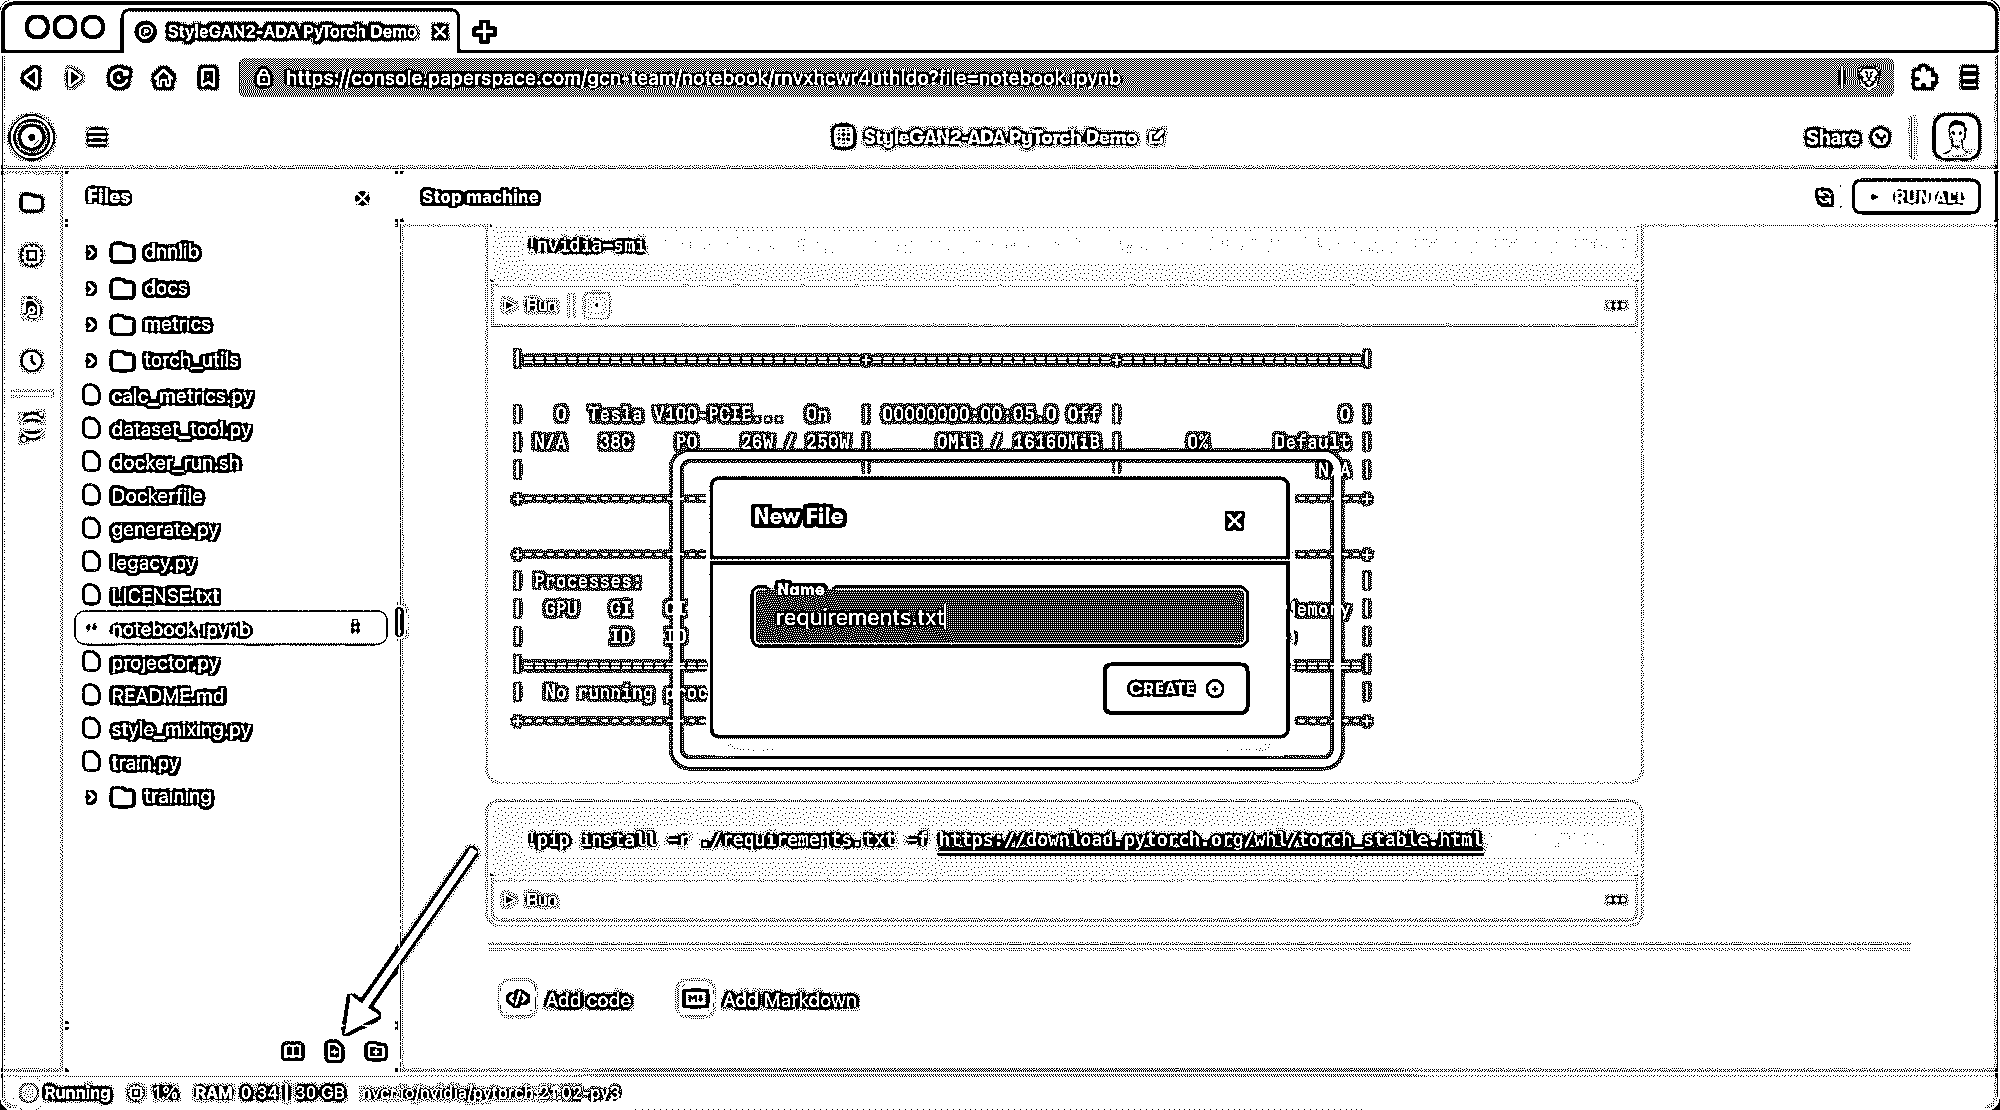 StyleGAN2-ADA PyTorch Demo
https://console.paperspace.com/gcn-team/notebook/rnvxhcwr4uthldo?file=notebook.ipynb
StyleGAN2-ADA PyTorch Demo
Share
Files
Stop machine
RUN ALL
dnnlib
docs
metrics
torch_utils
calc_metrics.py
dataset_tool.py
docker_run.sh
Dockerfile
generate.py
legacy.py
LICENSE.txt
notebook.ipynb
projector.py
README.md
style_mixing.py
train.py
training
!nvidia-smi
Run
| 0 Tesla V100-PCIE... On | 00000000:00:05.0 Off | 0 |
| N/A 38C P0 26W / 250W | 0MiB / 16160MiB | 0% Default |
| | | N/A |
| Processes:
| GPU GI CI Memory |
| ID ID
| No running proc
New File
Name
requirements.txt
CREATE
!pip install -r ./requirements.txt -f https://download.pytorch.org/whl/torch_stable.html
Run
Add code
Add Markdown
Running 1% RAM 0.34 || 30 GB nvcr.io/nvidia/pytorch:21.02-py3